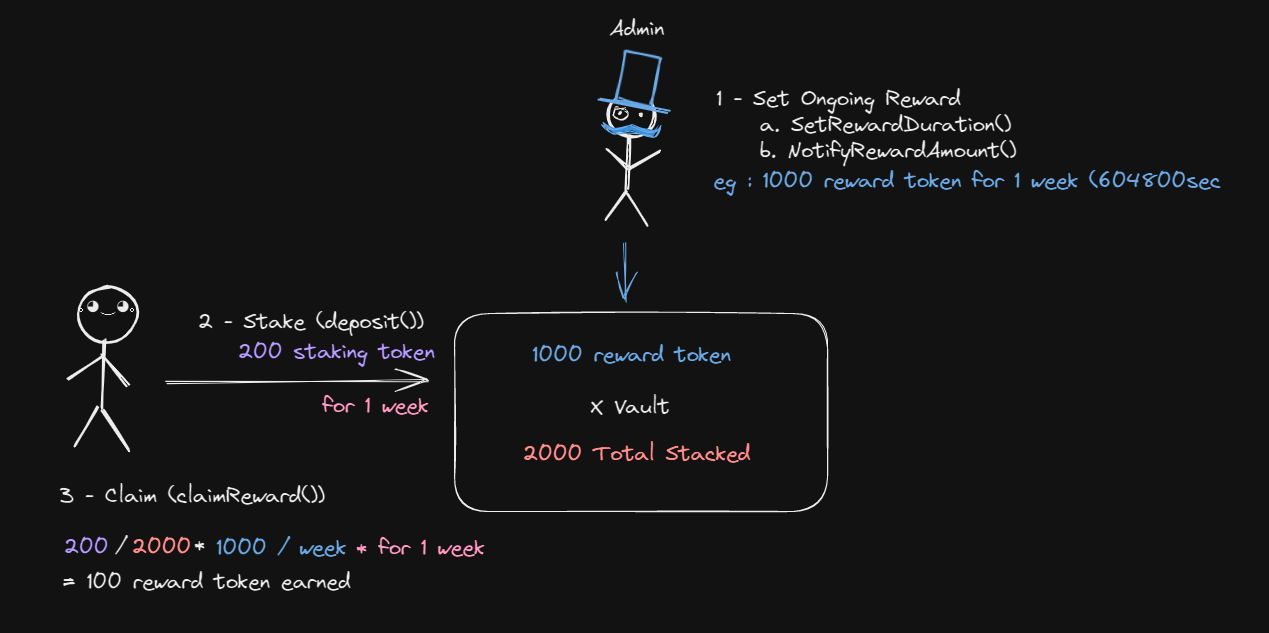 Admin
1 - Set Ongoing Reward
a. SetRewardDuration()
b. NotifyRewardAmount()
eg : 1000 reward token for 1 week (604800sec
2 - Stake (deposit())
200 staking token
for 1 week
1000 reward token
X Vault
2000 Total Stacked
3 - Claim (claimReward())
200 / 2000 * 1000 / week * for 1 week
= 100 reward token earned